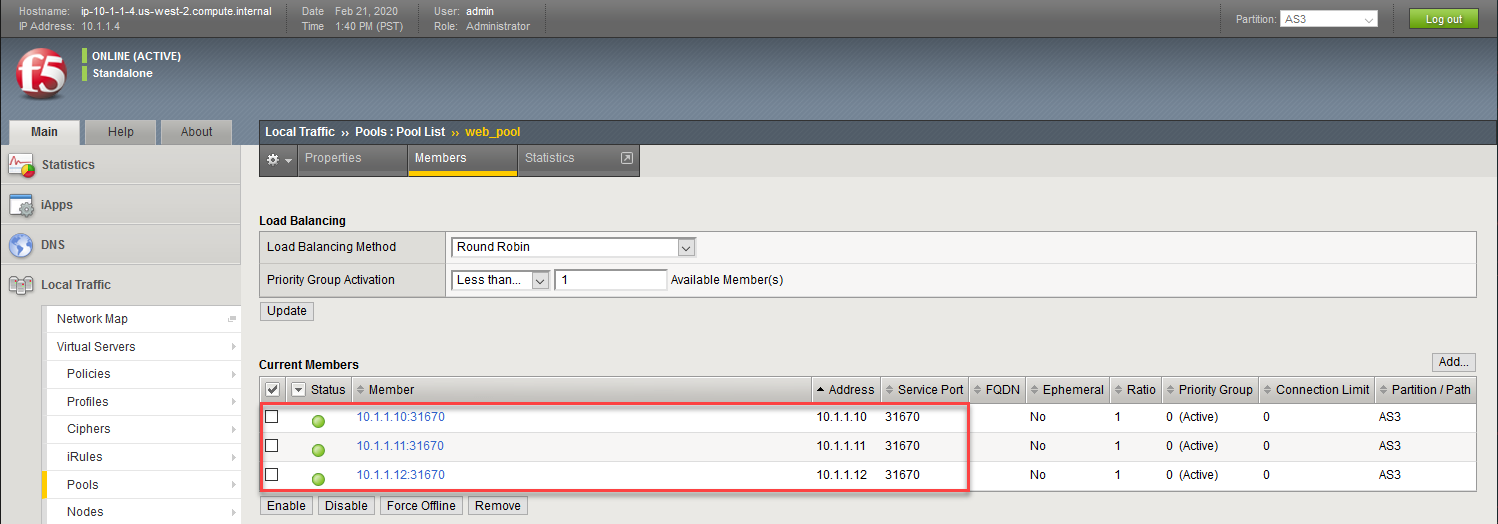 Hostname: ip-10-1-1-4.us-west-2.compute.internal Date Feb 21, 2020 User: admin
IP Address: 10.1.1.4 Time 1:40 PM (PST) Role: Administrator
Partition: AS3 Log out
f5
ONLINE (ACTIVE)
Standalone
Main Help About
Local Traffic ›› Pools : Pool List ›› web_pool
Properties Members Statistics
Statistics
iApps
DNS
Local Traffic
Network Map
Virtual Servers
Policies
Profiles
Ciphers
iRules
Pools
Nodes
Load Balancing
Load Balancing Method Round Robin
Priority Group Activation Less than... 1 Available Member(s)
Update
Current Members Add...
Status Member Address Service Port FQDN Ephemeral Ratio Priority Group Connection Limit Partition / Path
10.1.1.10:31670 10.1.1.10 31670 No 1 0 (Active) 0 AS3
10.1.1.11:31670 10.1.1.11 31670 No 1 0 (Active) 0 AS3
10.1.1.12:31670 10.1.1.12 31670 No 1 0 (Active) 0 AS3
Enable Disable Force Offline Remove